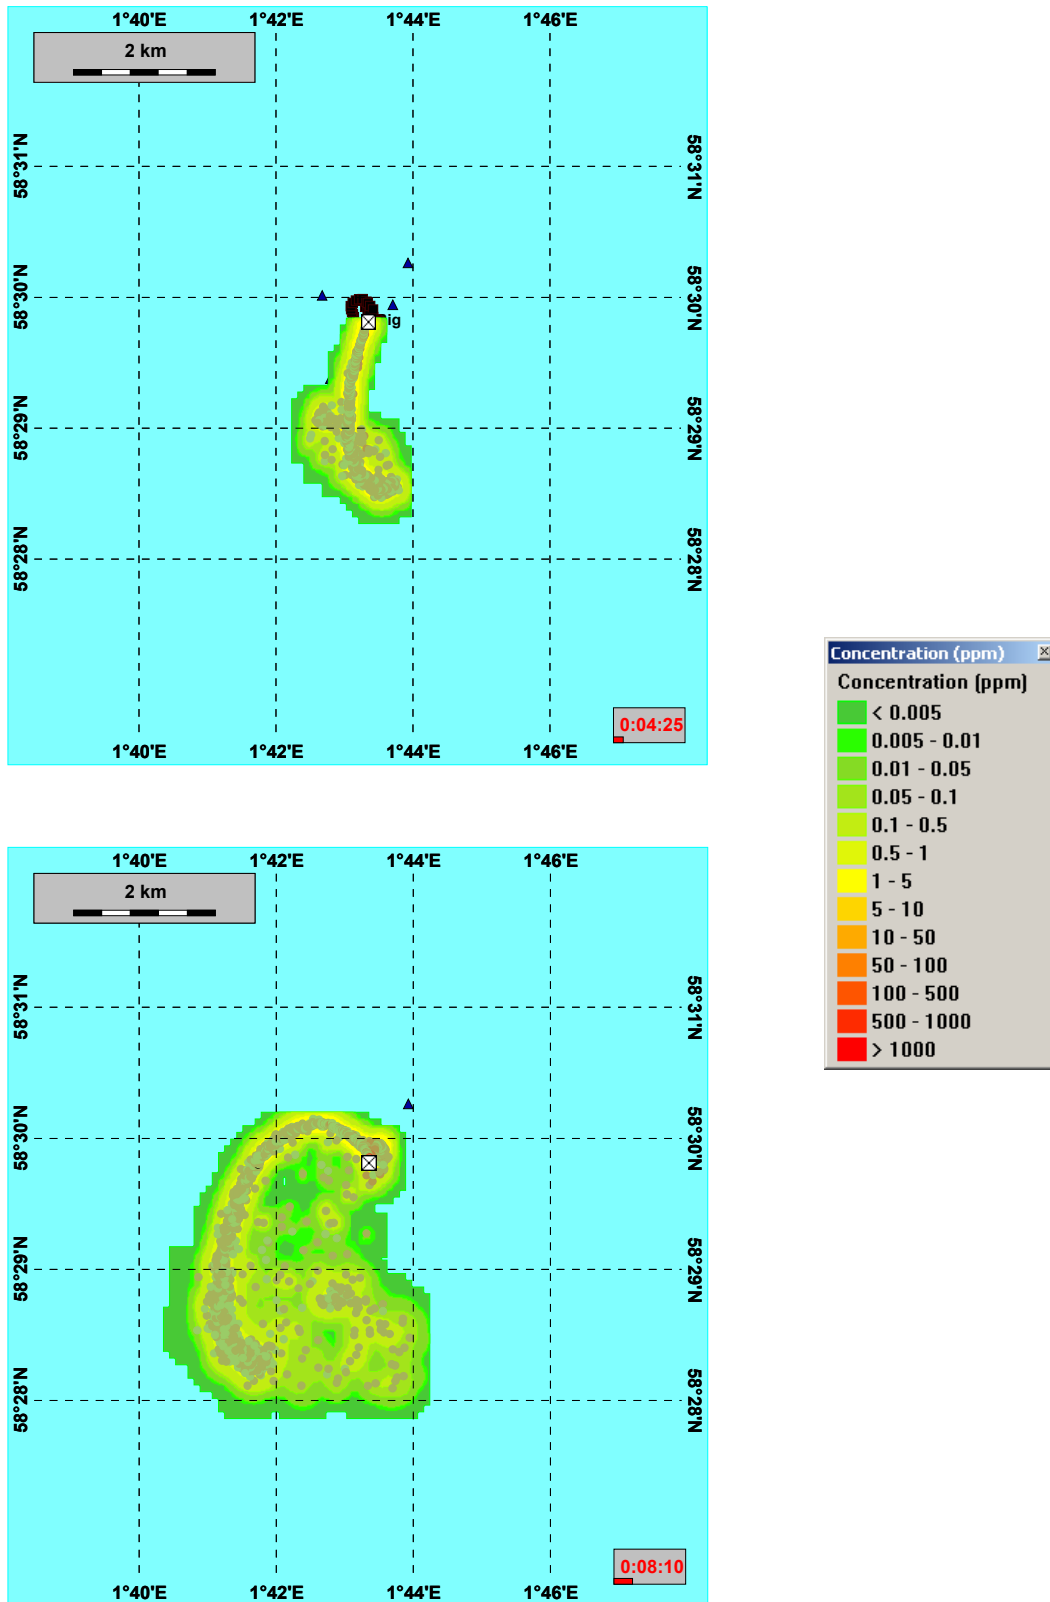 1°40'E 1°42'E 1°44'E 1°46'E
2 km
58°31'N 58°31'N
58°30'N 58°30'N
ig
58°29'N 58°29'N
58°28'N 58°28'N
0:04:25
1°40'E 1°42'E 1°44'E 1°46'E
Concentration (ppm)
Concentration (ppm)
< 0.005
0.005 - 0.01
0.01 - 0.05
0.05 - 0.1
0.1 - 0.5
0.5 - 1
1 - 5
5 - 10
10 - 50
50 - 100
100 - 500
500 - 1000
> 1000
1°40'E 1°42'E 1°44'E 1°46'E
2 km
58°31'N 58°31'N
58°30'N 58°30'N
58°29'N 58°29'N
58°28'N 58°28'N
0:08:10
1°40'E 1°42'E 1°44'E 1°46'E